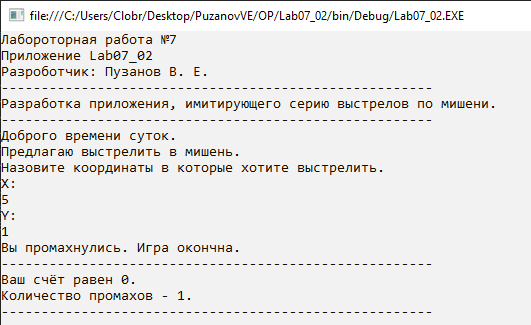 file:///C:/Users/Clobr/Desktop/PuzanovVE/OP/Lab07_02/bin/Debug/Lab07_02.EXE
Лабороторная работа №7
Приложение Lab07_02
Разроботчик: Пузанов В. Е.
------------------------------------------------------
Разработка приложения, имитирующего серию выстрелов по мишени.
------------------------------------------------------
Доброго времени суток.
Предлагаю выстрелить в мишень.
Назовите координаты в которые хотите выстрелить.
X:
5
Y:
1
Вы промахнулись. Игра окончна.
------------------------------------------------------
Ваш счёт равен 0.
Количество промахов - 1.
------------------------------------------------------